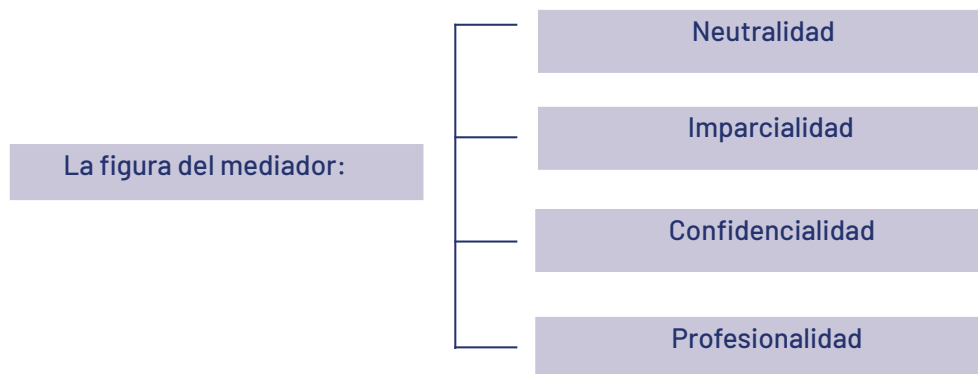 La figura del mediador:
Neutralidad
Imparcialidad
Confidencialidad
Profesionalidad